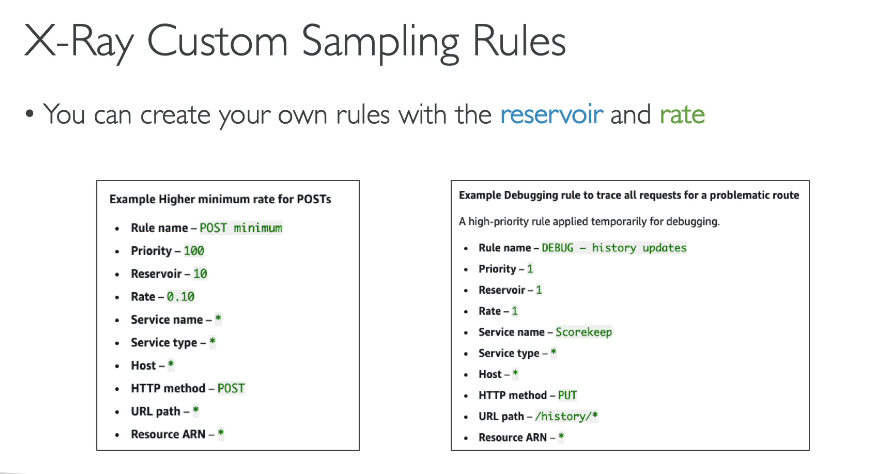 X-Ray Custom Sampling Rules
• You can create your own rules with the reservoir and rate
Example Higher minimum rate for POSTs
• Rule name – POST minimum
• Priority – 100
• Reservoir – 10
• Rate – 0.10
• Service name – *
• Service type – *
• Host – *
• HTTP method – POST
• URL path – *
• Resource ARN – *
Example Debugging rule to trace all requests for a problematic route
A high-priority rule applied temporarily for debugging.
• Rule name – DEBUG – history updates
• Priority – 1
• Reservoir – 1
• Rate – 1
• Service name – Scorekeep
• Service type – *
• Host – *
• HTTP method – PUT
• URL path – /history/*
• Resource ARN – *